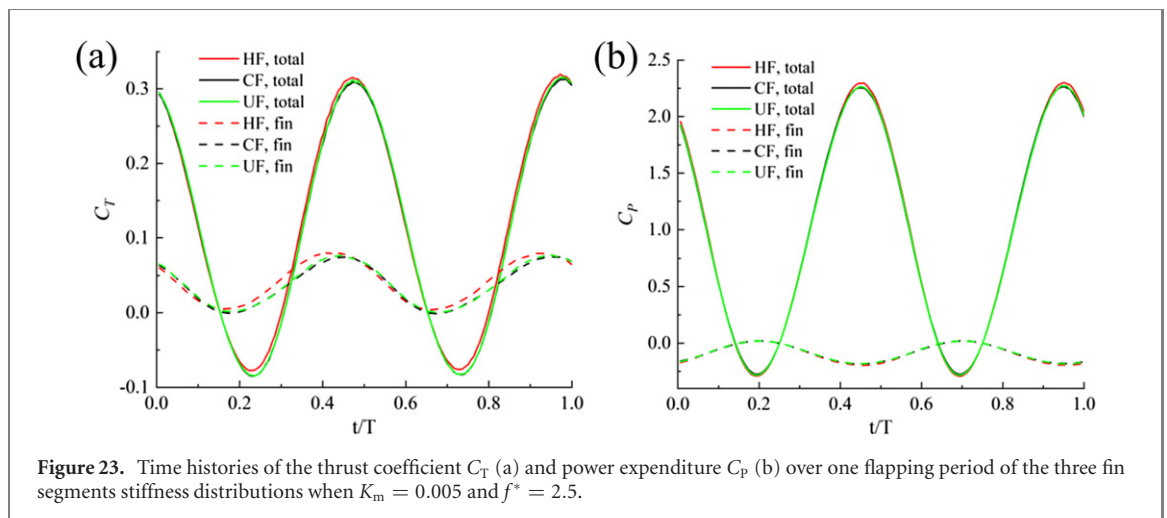 (a)
HF, total
CF, total
UF, total
HF, fin
CF, fin
UF, fin
0.3
0.2
0.1
0.0
-0.1
C_T
0.0 0.2 0.4 0.6 0.8 1.0
t/T
(b)
HF, total
CF, total
UF, total
HF, fin
CF, fin
UF, fin
2.5
2.0
1.5
1.0
0.5
0.0
C_P
0.0 0.2 0.4 0.6 0.8 1.0
t/T
Figure 23. Time histories of the thrust coefficient C_T (a) and power expenditure C_P (b) over one flapping period of the three fin
segments stiffness distributions when K_m = 0.005 and f* = 2.5.